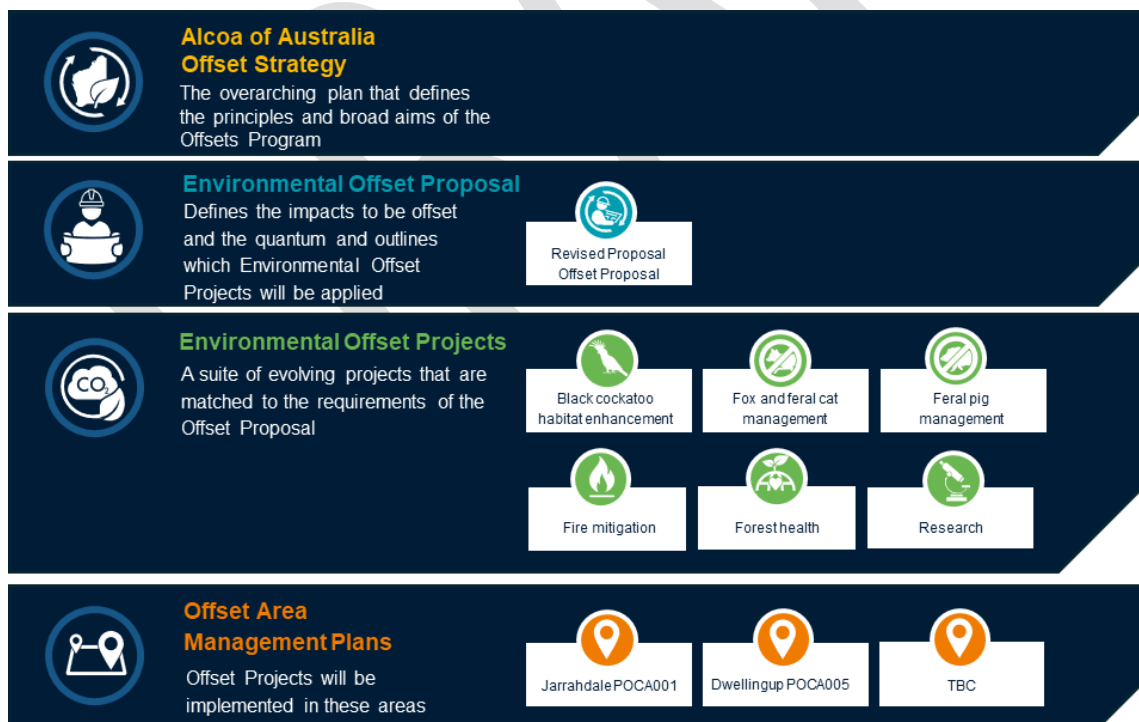 Alcoa of Australia
Offset Strategy
The overarching plan that defines
the principles and broad aims of the
Offsets Program
Environmental Offset Proposal
Defines the impacts to be offset
and the quantum and outlines
which Environmental Offset
Projects will be applied
Revised Proposal
Offset Proposal
CO2
Environmental Offset Projects
A suite of evolving projects that are
matched to the requirements of the
Offset Proposal
Black cockatoo
habitat enhancement
Fox and feral cat
management
Feral pig
management
Fire mitigation
Forest health
Research
Offset Area
Management Plans
Offset Projects will be
implemented in these areas
Jarrahdale POCA001
Dwellingup POCA005
TBC